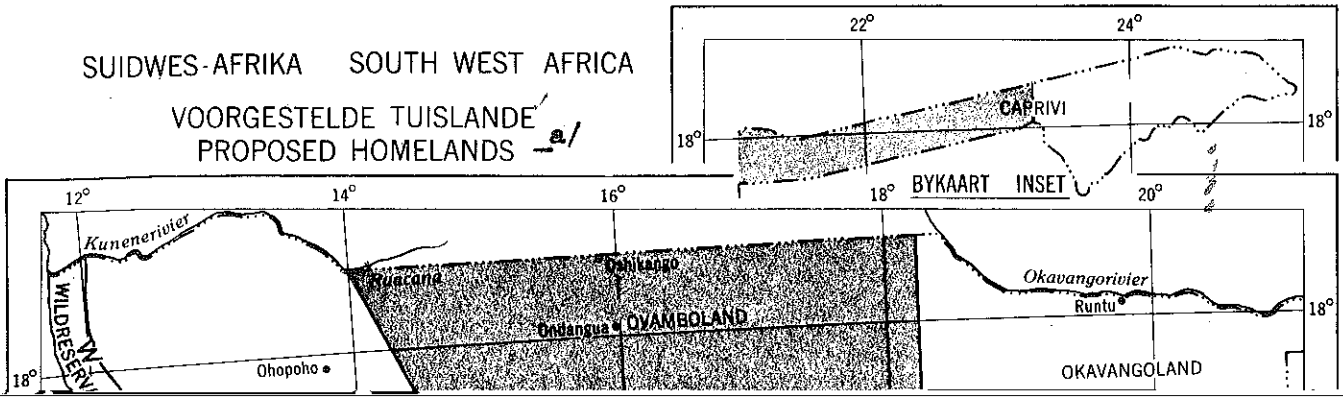 SUIDWES-AFRIKA SOUTH WEST AFRICA
VOORGESTELDE TUISLANDE
PROPOSED HOMELANDS a/
22° 24°
CAPRIVI
18° 18°
BYKAART INSET
12° 14° 16° 18° 20°
Kunenerivier
Ruacana
Oshikango
Okavangorivier
Runtu
WILDRESERV
W
Ondangua OVAMBOLAND
18°
Ohopoho
OKAVANGOLAND
18°